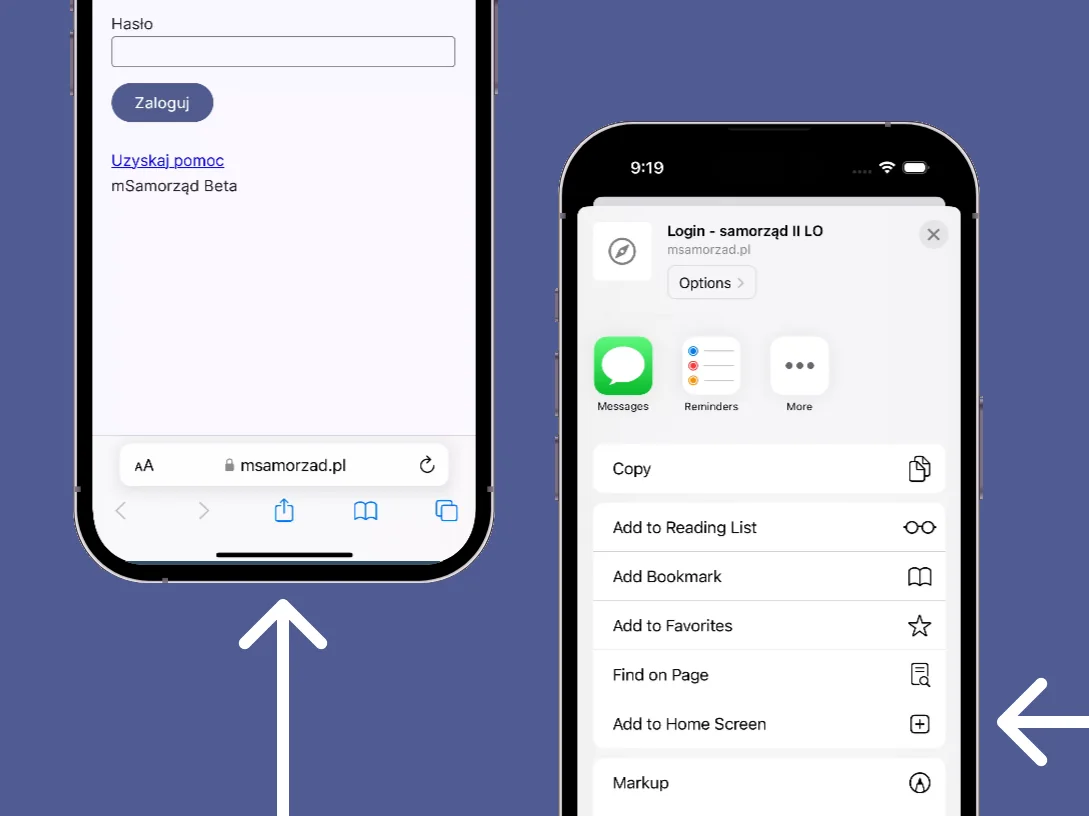 Hasło
Zaloguj
Uzyskaj pomoc
mSamorząd Beta
AA
msamorzad.pl
9:19
Login - samorząd II LO
msamorzad.pl
Options
Messages
Reminders
More
Copy
Add to Reading List
Add Bookmark
Add to Favorites
Find on Page
Add to Home Screen
Markup